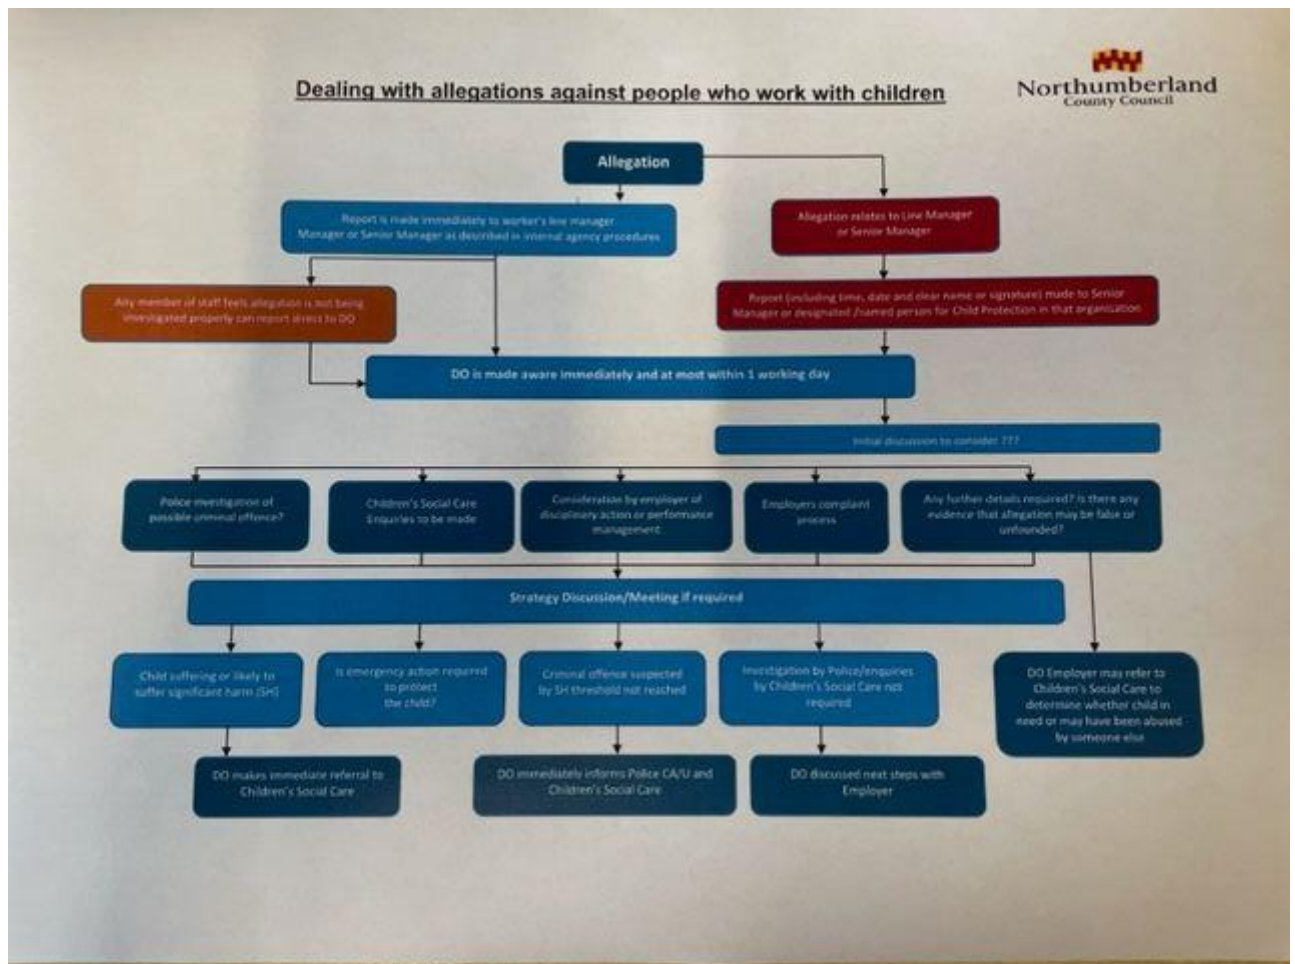 Dealing with allegations against people who work with children
Northumberland
County Council
Allegation
Report is made immediately to worker's line manager
Manager or Senior Manager as described in internal agency procedures
Allegation relates to Line Manager
or Senior Manager
Any member of staff feels allegation is not being
investigated properly can report direct to DO
Report (including time, date and clear name or signature) made to Senior
Manager or designated /named person for Child Protection in that organisation
DO is made aware immediately and at most within 1 working day
Initial discussion to consider ???
Police investigation of
possible criminal offence?
Children's Social Care
Enquiries to be made
Consideration by employer of
disciplinary action or performance
management
Employers complaint
process
Any further details required? Is there any
evidence that allegation may be false or
unfounded?
Strategy Discussion/Meeting if required
Child suffering or likely to
suffer significant harm (SH)
Is emergency action required
to protect
the child?
Criminal offence suspected
by SH threshold not reached
Investigation by Police/enquiries
by Children's Social Care not
required
DO Employer may refer to
Children's Social Care to
determine whether child in
need or may have been abused
by someone else
DO makes immediate referral to
Children's Social Care
DO immediately informs Police CA/U and
Children's Social Care
DO discussed next steps with
Employer